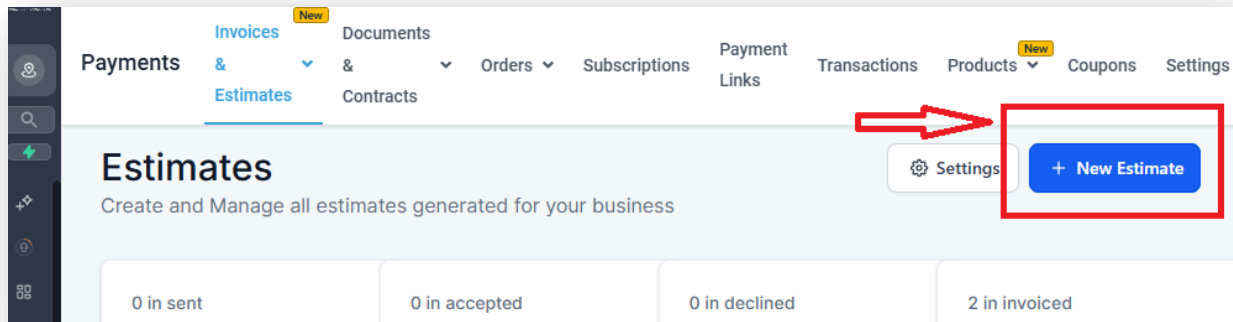 New
Invoices
&
Estimates
Documents
&
Contracts
Payments
Orders
Subscriptions
Payment
Links
Transactions
New
Products
Coupons
Settings
Estimates
Create and Manage all estimates generated for your business
Settings
+ New Estimate
0 in sent
0 in accepted
0 in declined
2 in invoiced